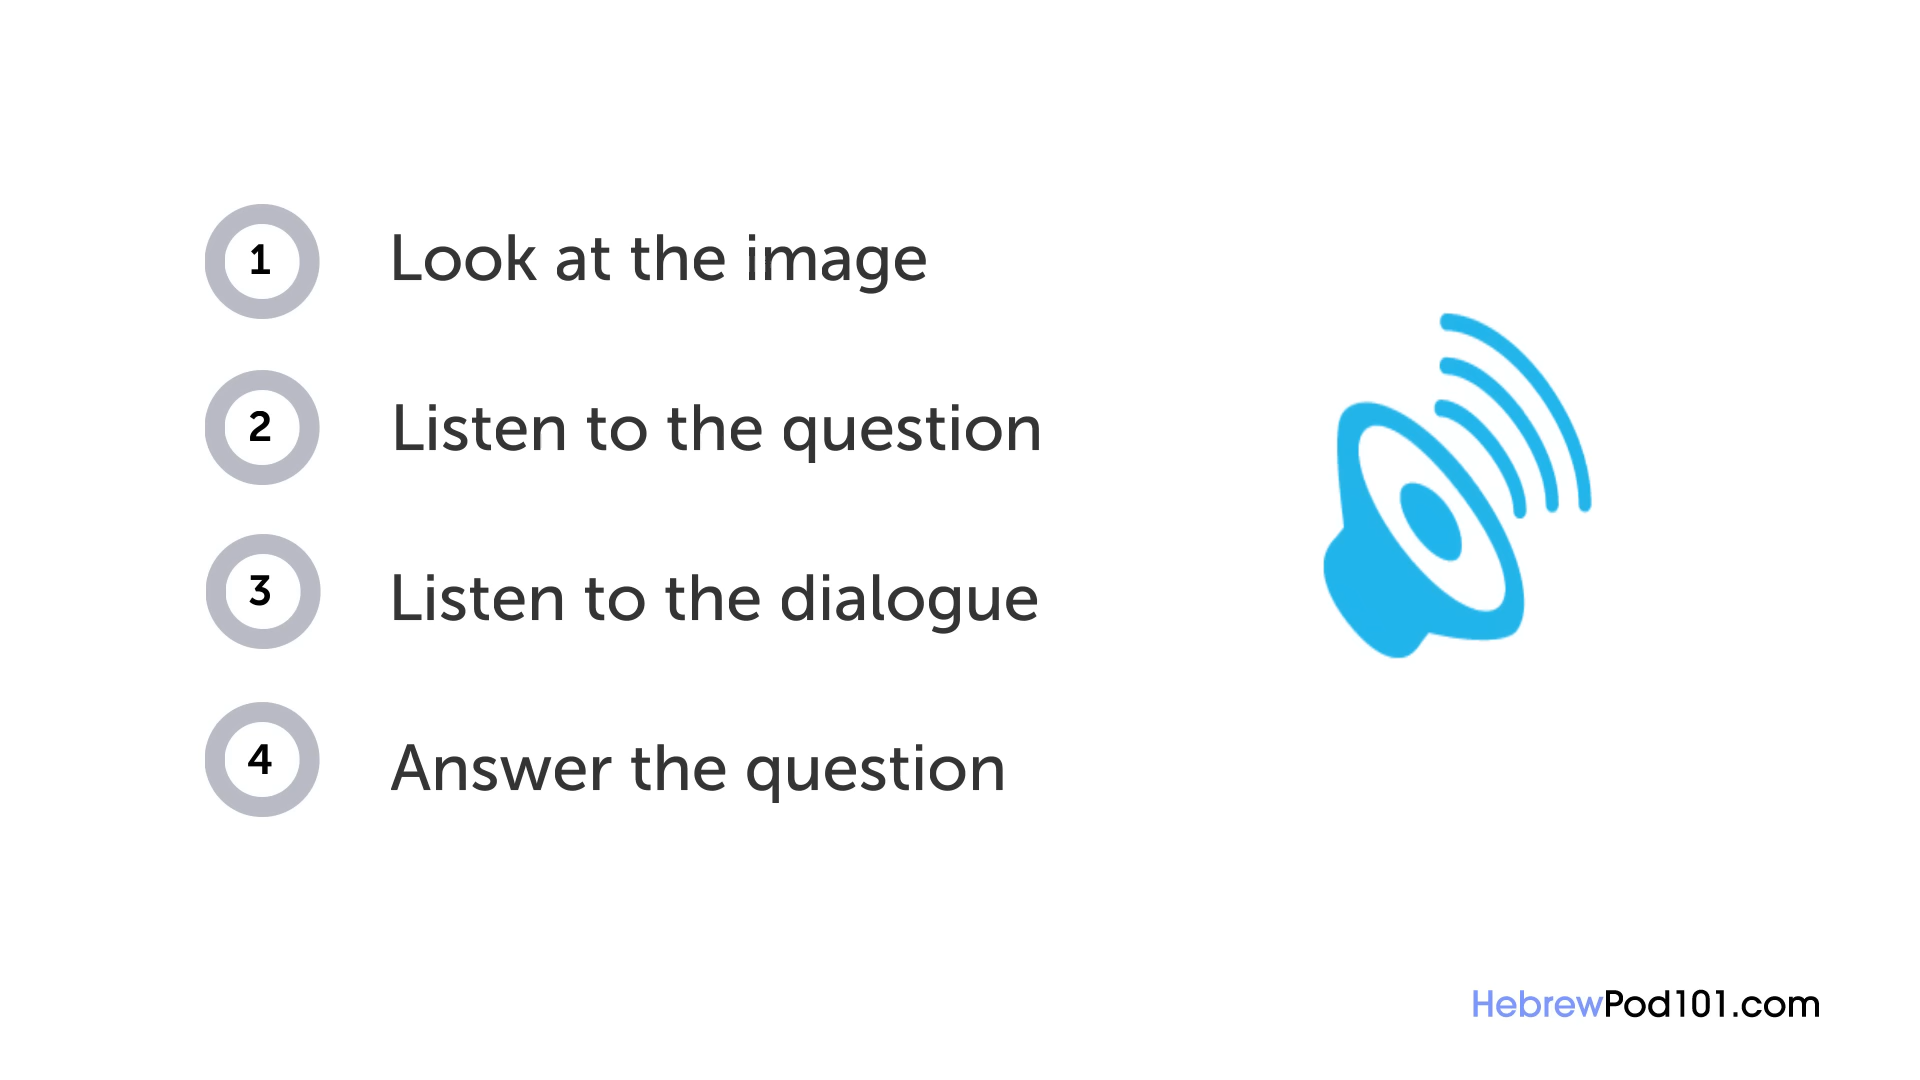 1 Look at the image
2 Listen to the question
3 Listen to the dialogue
4 Answer the question
HebrewPod101.com